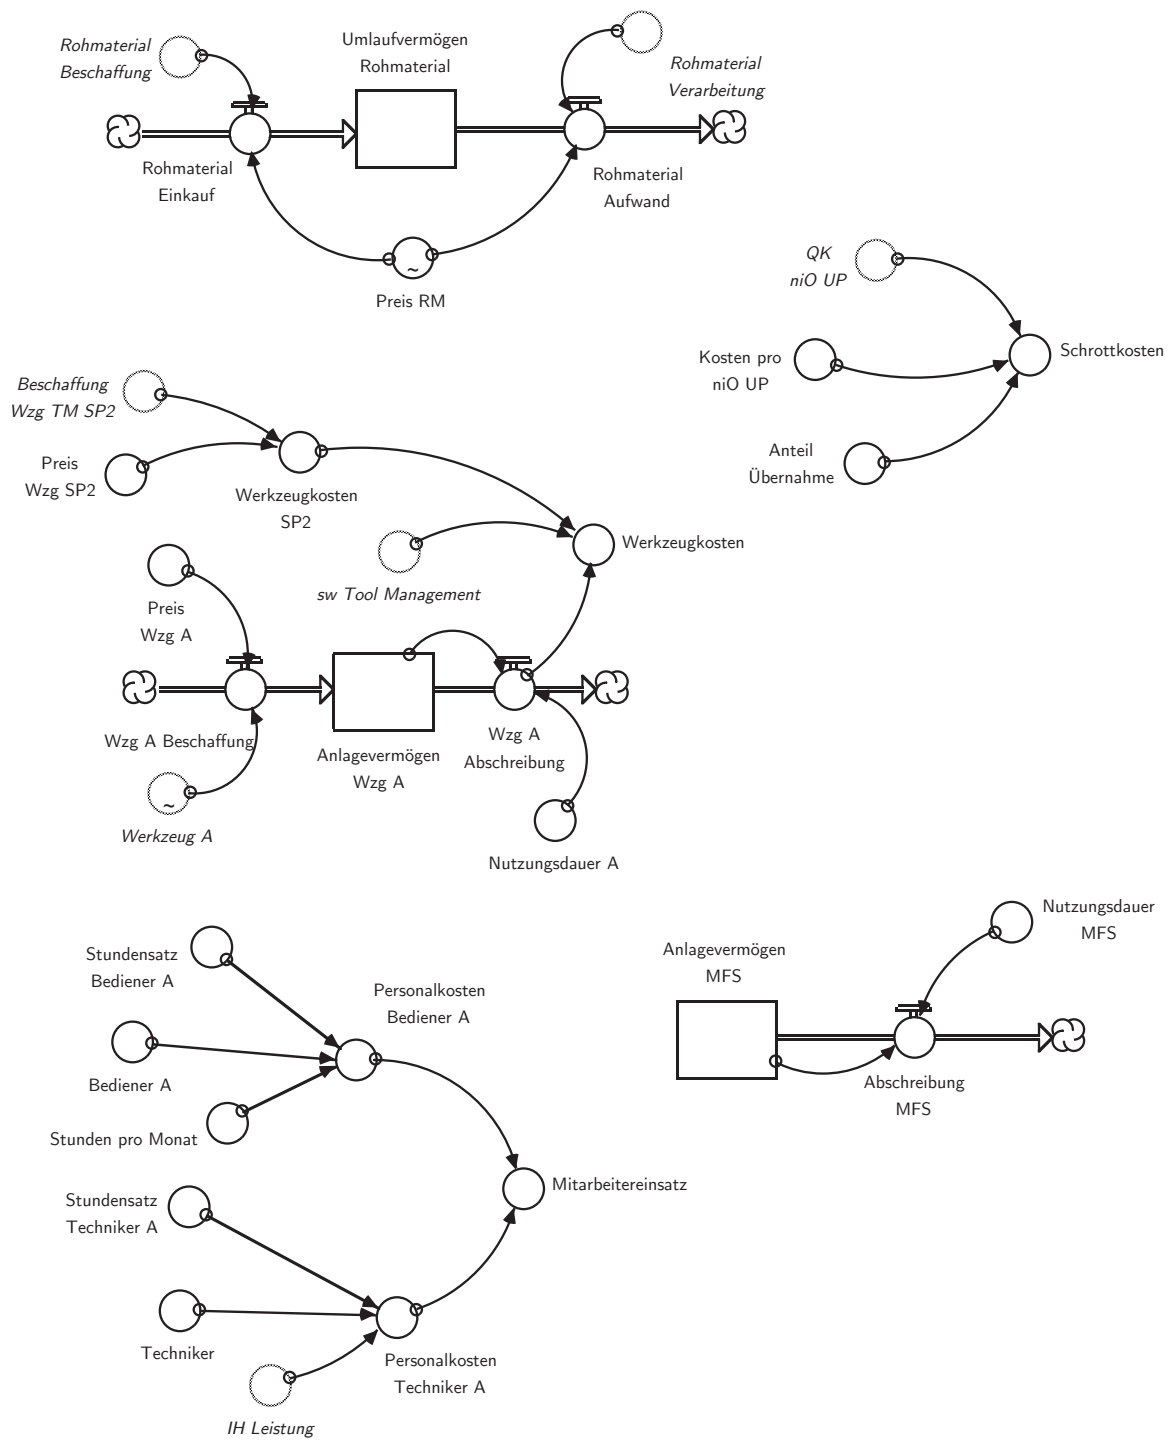 Rohmaterial
Beschaffung
Umlaufvermögen
Rohmaterial
Rohmaterial
Verarbeitung
Rohmaterial
Einkauf
Rohmaterial
Aufwand
~
Preis RM
QK
niO UP
Kosten pro
niO UP
Schrottkosten
Anteil
Übernahme
Beschaffung
Wzg TM SP2
Preis
Wzg SP2
Werkzeugkosten
SP2
Werkzeugkosten
sw Tool Management
Preis
Wzg A
Wzg A Beschaffung
Anlagevermögen
Wzg A
Wzg A
Abschreibung
~
Werkzeug A
Nutzungsdauer A
Stundensatz
Bediener A
Personalkosten
Bediener A
Bediener A
Stunden pro Monat
Anlagevermögen
MFS
Nutzungsdauer
MFS
Abschreibung
MFS
Mitarbeitereinsatz
Stundensatz
Techniker A
Techniker
Personalkosten
Techniker A
IH Leistung